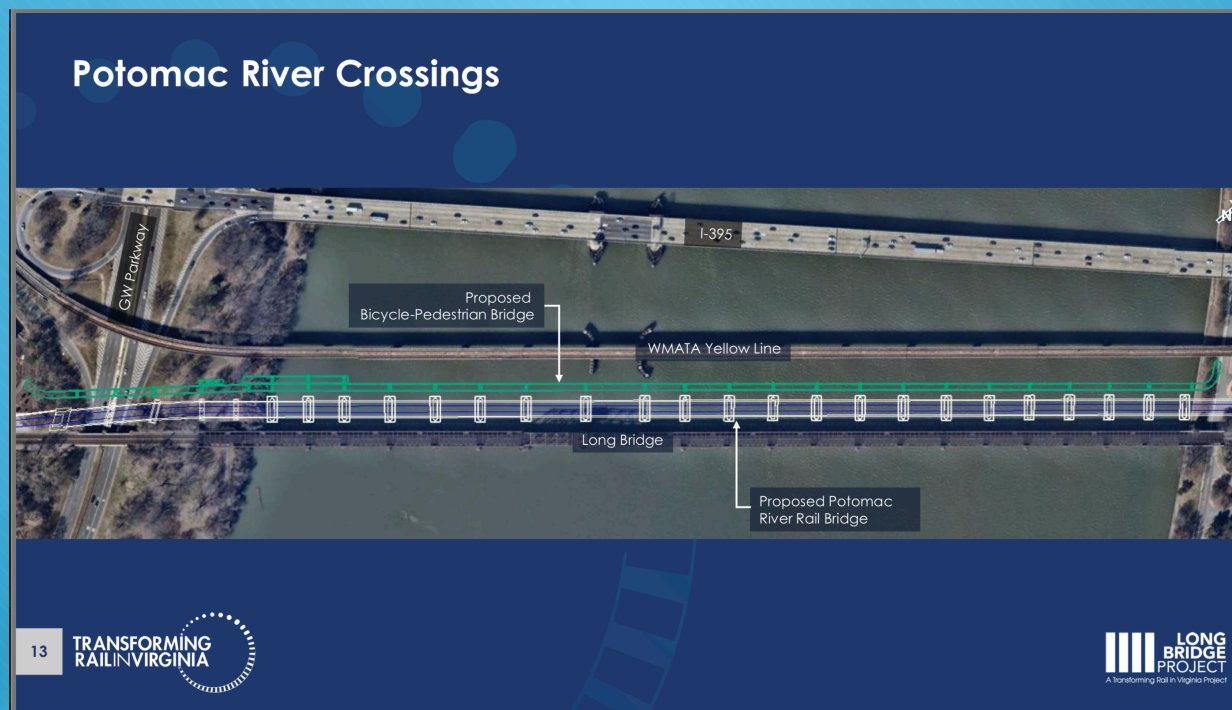 Potomac River Crossings
N
I-395
GW Parkway
Proposed
Bicycle-Pedestrian Bridge
WMATA Yellow Line
Long Bridge
Proposed Potomac
River Rail Bridge
13
TRANSFORMING
RAILINVIRGINIA
LONG
BRIDGE
PROJECT
A Transforming Rail in Virginia Project